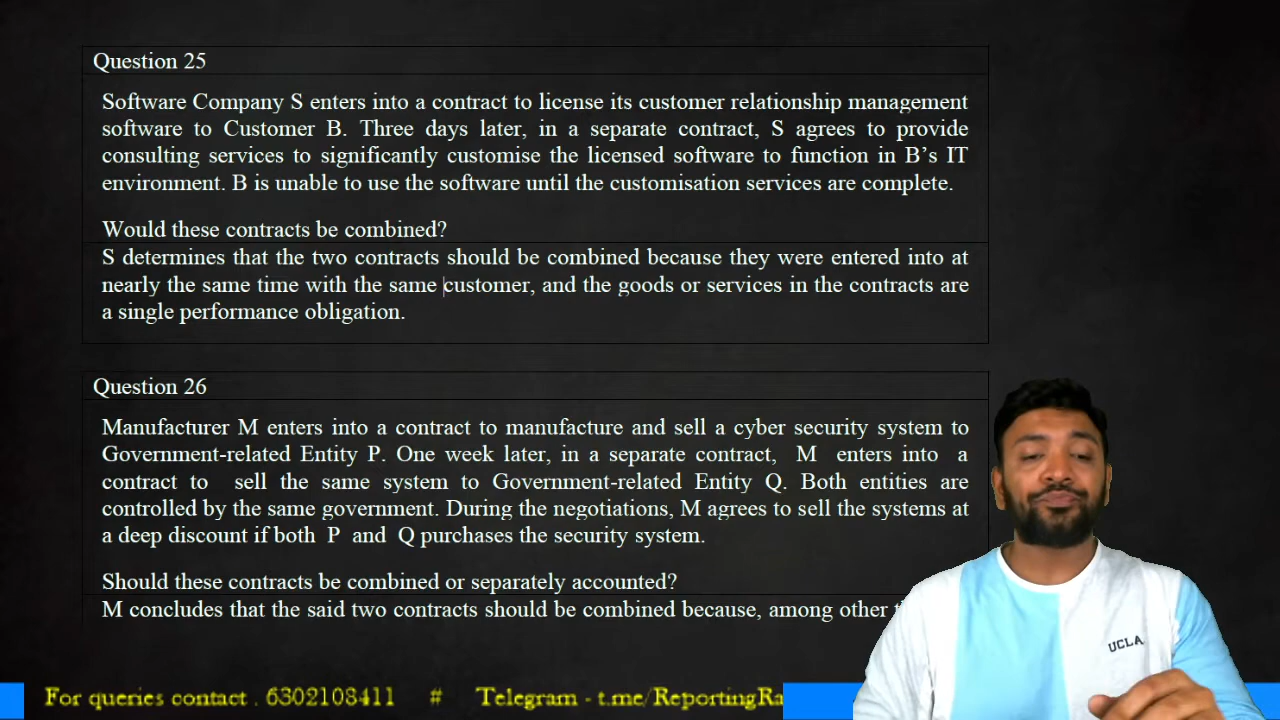 Question 25
Software Company S enters into a contract to license its customer relationship management
software to Customer B. Three days later, in a separate contract, S agrees to provide
consulting services to significantly customise the licensed software to function in B’s IT
environment. B is unable to use the software until the customisation services are complete.
Would these contracts be combined?
S determines that the two contracts should be combined because they were entered into at
nearly the same time with the same customer, and the goods or services in the contracts are
a single performance obligation.
Question 26
Manufacturer M enters into a contract to manufacture and sell a cyber security system to
Government-related Entity P. One week later, in a separate contract, M enters into a
contract to sell the same system to Government-related Entity Q. Both entities are
controlled by the same government. During the negotiations, M agrees to sell the systems at
a deep discount if both P and Q purchases the security system.
Should these contracts be combined or separately accounted?
M concludes that the said two contracts should be combined because, among other
UCLA
For queries contact . 6302108411 # Telegram - t.me/ReportingRa